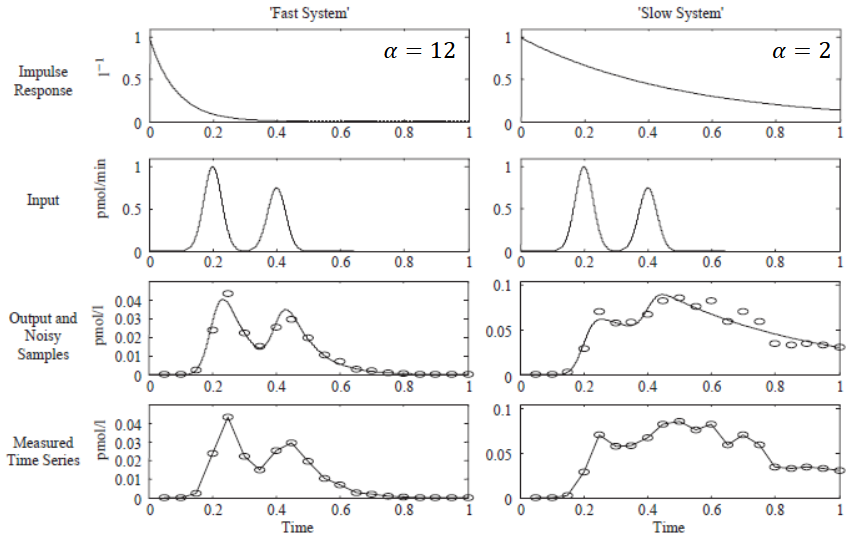 'Fast System'
'Slow System'
Impulse
Response
l⁻¹
1
0.5
0
0 0.2 0.4 0.6 0.8 1
α = 12
1
0.5
0
0 0.2 0.4 0.6 0.8 1
α = 2
Input
pmol/min
1
0.5
0
0 0.2 0.4 0.6 0.8 1
1
0.5
0
0 0.2 0.4 0.6 0.8 1
Output and
Noisy
Samples
pmol/l
0.04
0.03
0.02
0.01
0
0 0.2 0.4 0.6 0.8 1
0.1
0.05
0
0 0.2 0.4 0.6 0.8 1
Measured
Time Series
pmol/l
0.04
0.03
0.02
0.01
0
0 0.2 0.4 0.6 0.8 1
Time
0.1
0.05
0
0 0.2 0.4 0.6 0.8 1
Time